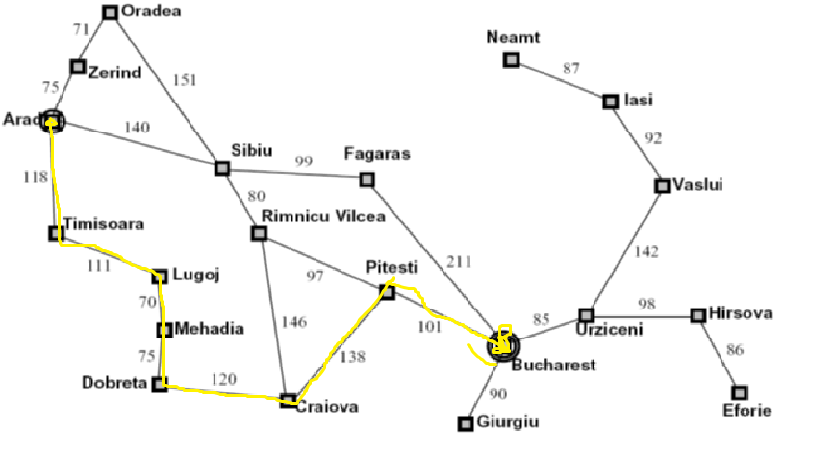 Oradea
71
Neamt
Zerind
87
75
151
Iasi
Arad
140
92
Sibiu
Fagaras
99
118
80
Vaslui
Timisoara
Rimnicu Vilcea
142
111
Lugoj
97
Pitesti
211
70
98
Hirsova
146
101
85
Urziceni
Mehadia
138
86
75
Bucharest
Dobreta
120
90
Craiova
Eforie
Giurgiu